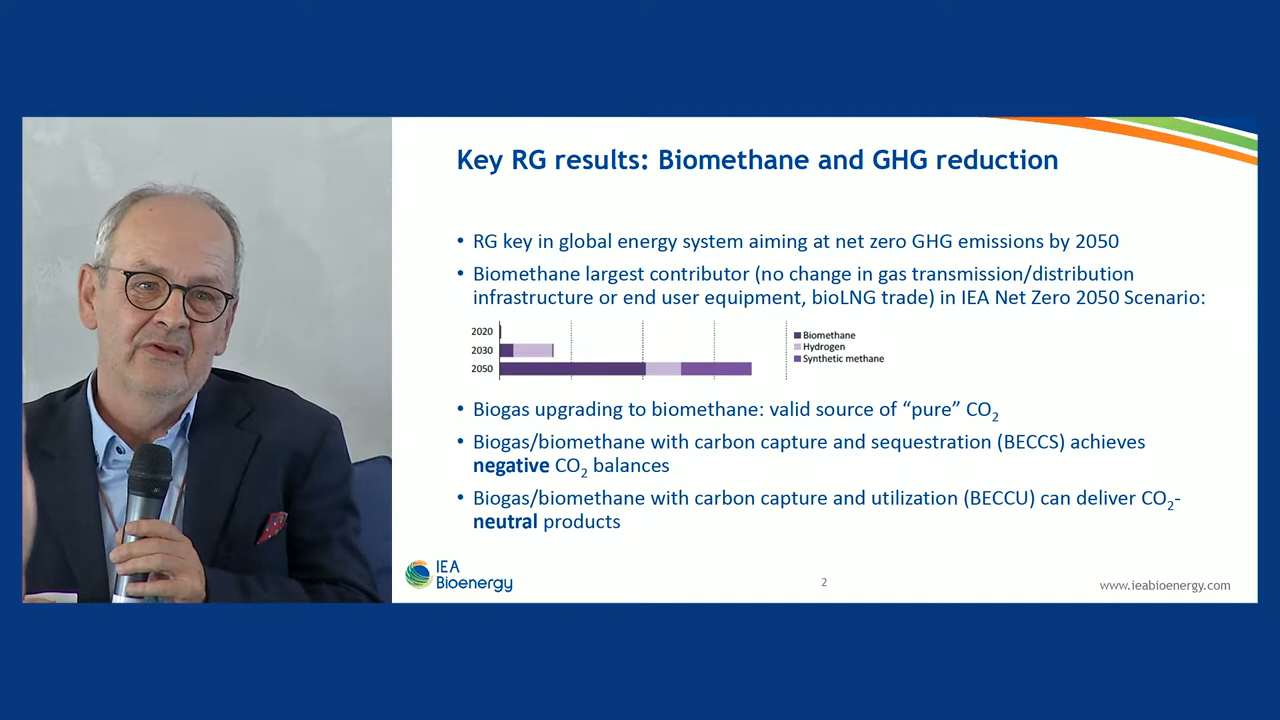 Key RG results: Biomethane and GHG reduction
• RG key in global energy system aiming at net zero GHG emissions by 2050
• Biomethane largest contributor (no change in gas transmission/distribution
infrastructure or end user equipment, bioLNG trade) in IEA Net Zero 2050 Scenario:
2020
2030
2050
Biomethane
Hydrogen
Synthetic methane
• Biogas upgrading to biomethane: valid source of “pure” CO2
• Biogas/biomethane with carbon capture and sequestration (BECCS) achieves
negative CO2 balances
• Biogas/biomethane with carbon capture and utilization (BECCU) can deliver CO2-
neutral products
IEA
Bioenergy
2
www.ieabioenergy.com